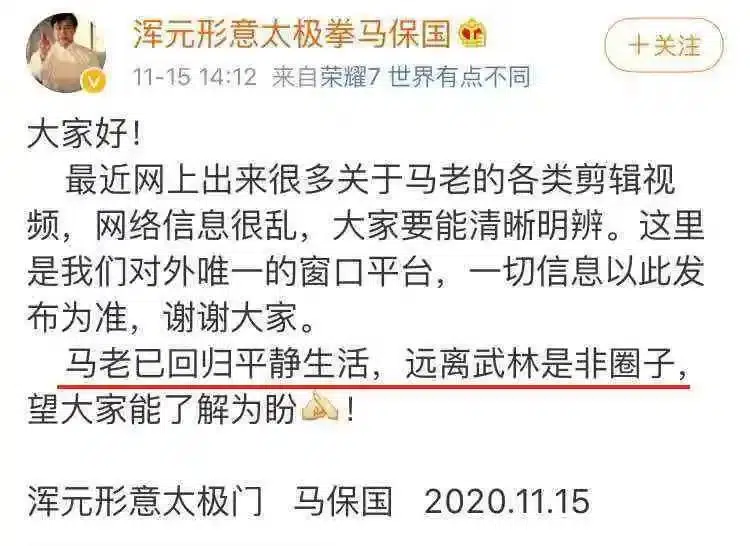 浑元形意太极拳马保国
+关注
11-15 14:12 来自荣耀7 世界有点不同
大家好!
最近网上出来很多关于马老的各类剪辑视
频，网络信息很乱，大家要能清晰明辨。这里
是我们对外唯一的窗口平台，一切信息以此发
布为准，谢谢大家。
马老已回归平静生活，远离武林是非圈子，
望大家能了解为盼!
浑元形意太极门 马保国 2020.11.15